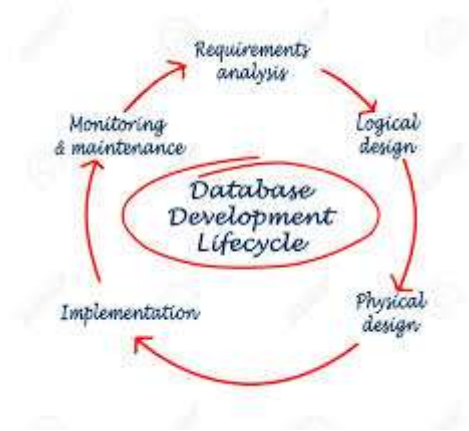 Requirements
analysis
Logical
design
Physical
design
Implementation
Monitoring
& maintenance
Database
Development
Lifecycle